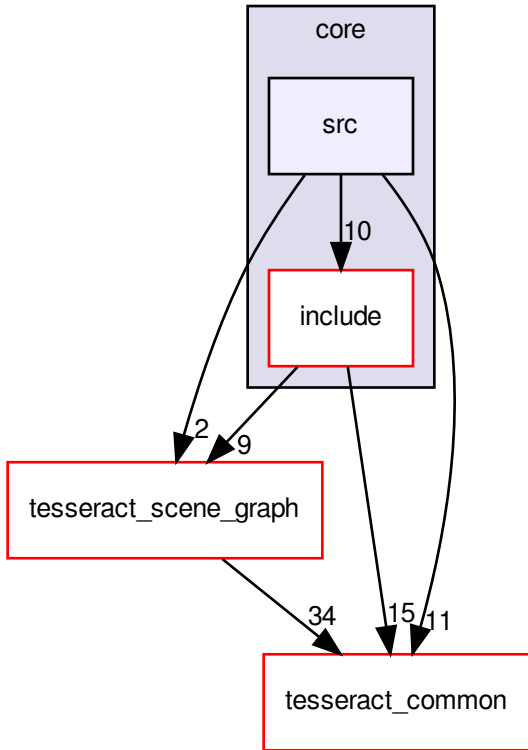 core
src
10
include
2
9
tesseract_scene_graph
34
15
11
tesseract_common